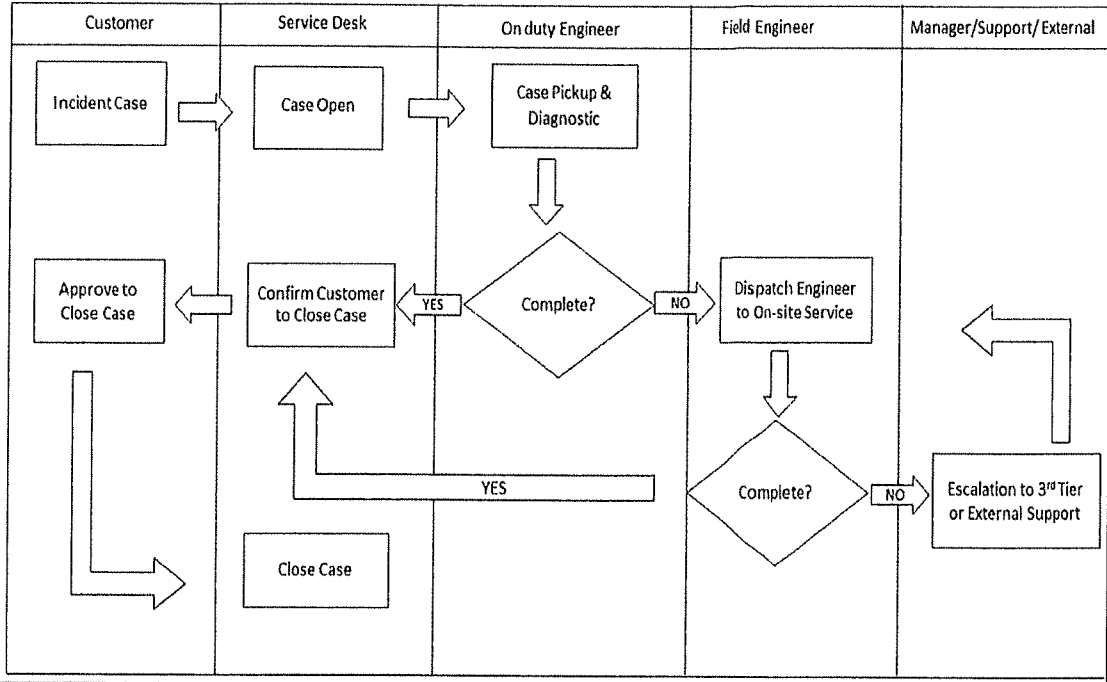 Customer
Service Desk
On duty Engineer
Field Engineer
Manager/Support/External
Incident Case
Case Open
Case Pickup &
Diagnostic
Approve to
Close Case
Confirm Customer
to Close Case
YES
Complete?
NO
Dispatch Engineer
to On-site Service
YES
Complete?
NO
Escalation to 3rd Tier
or External Support
Close Case